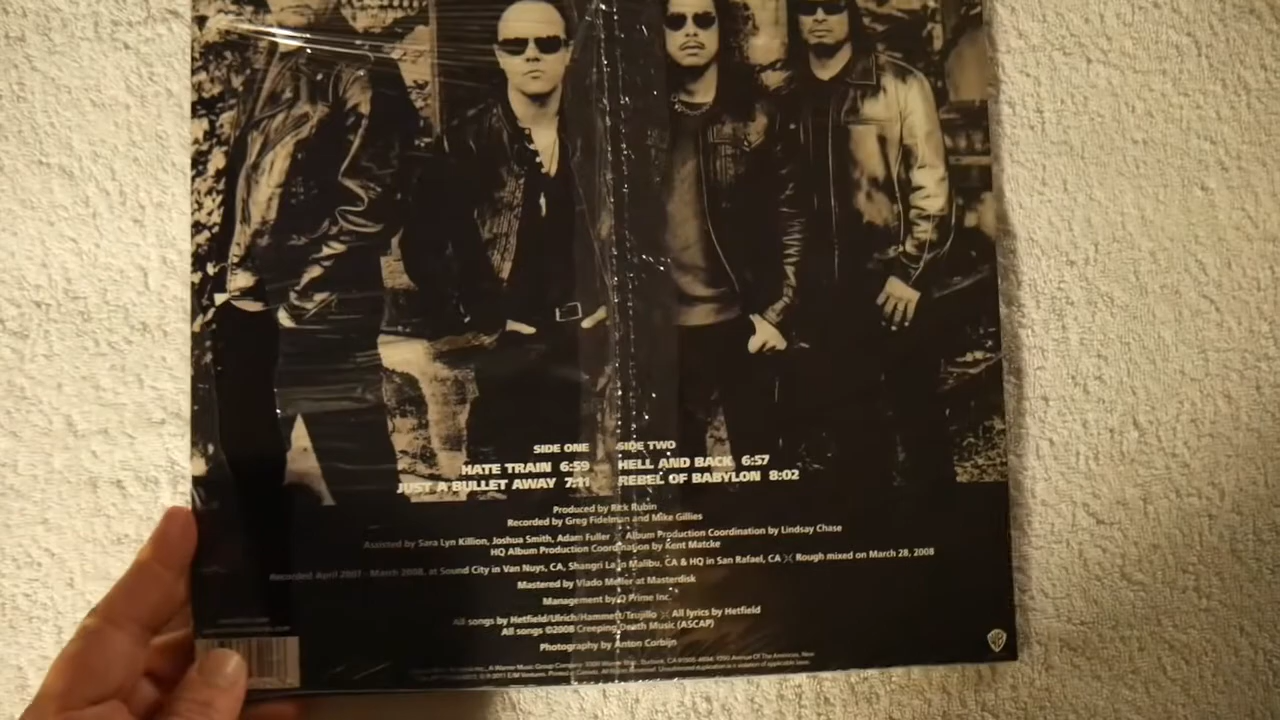 SIDE ONE
HATE TRAIN 6:59
JUST A BULLET AWAY 7:11
SIDE TWO
HELL AND BACK 6:57
REBEL OF BABYLON 8:02
Produced by Rick Rubin
Recorded by Greg Fidelman and Mike Gillies
Assisted by Sara Lyn Killion, Joshua Smith, Adam Fuller Album Production Coordination by Lindsay Chase
HQ Album Production Coordination by Kent Matcke
Recorded April 2007 - March 2008, at Sound City in Van Nuys, CA, Shangri La in Malibu, CA & HQ in San Rafael, CA Rough mixed on March 28, 2008
Mastered by Vlado Meller at Masterdisk
Management by Q Prime Inc.
All songs by Hetfield/Ulrich/Hammett/Trujillo All lyrics by Hetfield
All songs ©2008 Creeping Death Music (ASCAP)
Photography by Anton Corbijn